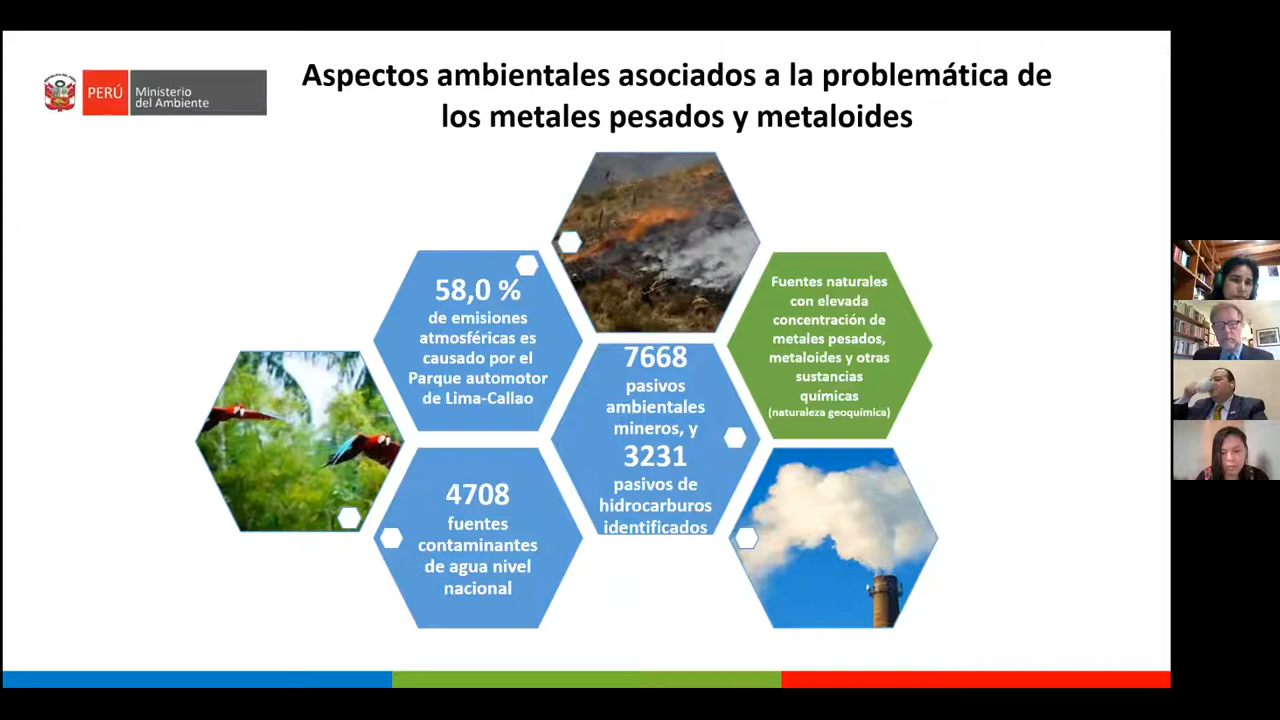 PERÚ
Ministerio
del Ambiente
Aspectos ambientales asociados a la problemática de
los metales pesados y metaloides
58,0 %
de emisiones
atmosféricas es
causado por el
Parque automotor
de Lima-Callao
4708
fuentes
contaminantes
de agua nivel
nacional
7668
pasivos
ambientales
mineros, y
3231
pasivos de
hidrocarburos
identificados
Fuentes naturales
con elevada
concentración de
metales pesados,
metaloides y otras
sustancias
químicas
(naturaleza geoquímica)